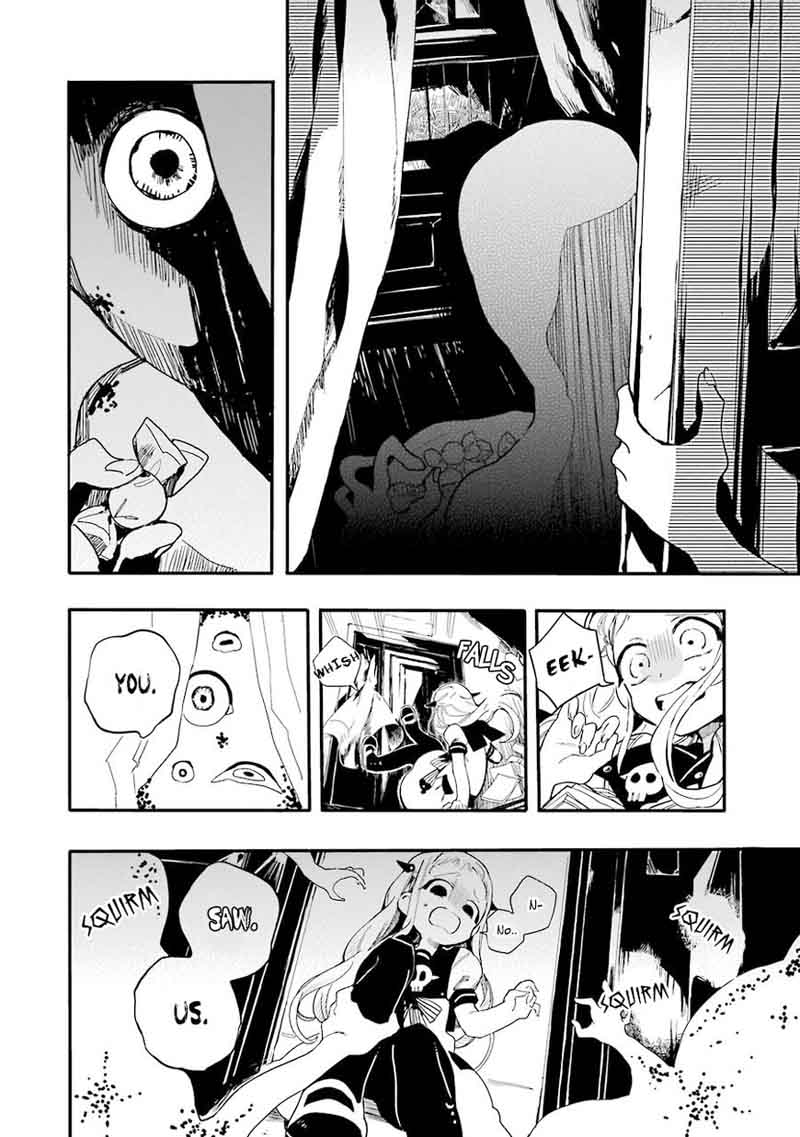 EEK-
FALLS
WHISH
YOU.
SQUIRM
SQUIRM
N-
NO..
SAW.
US.
SQUIRM